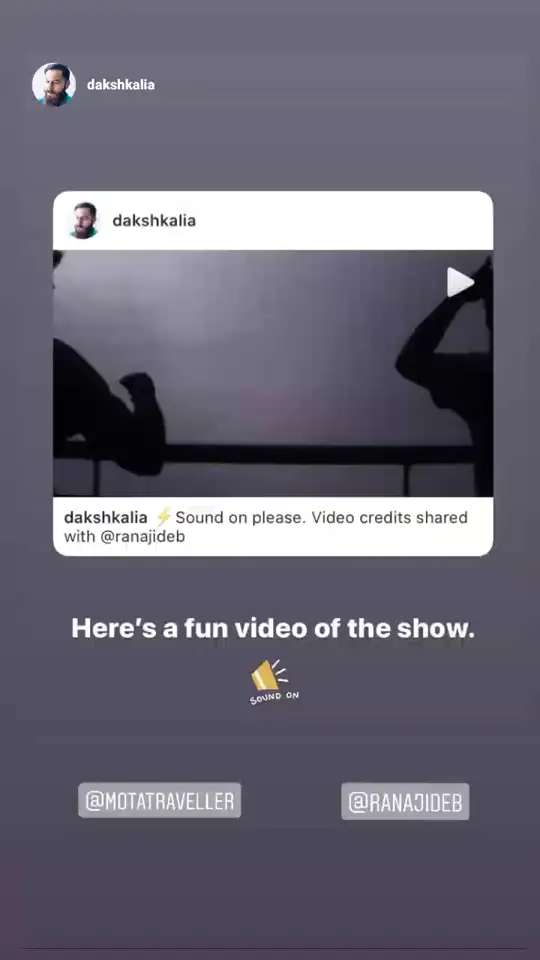 dakshkalia
dakshkalia
dakshkalia ⚡Sound on please. Video credits shared
with @ranajideb
Here's a fun video of the show.
SOUND ON
@MOTATRAVELLER
@RANAJIDEB